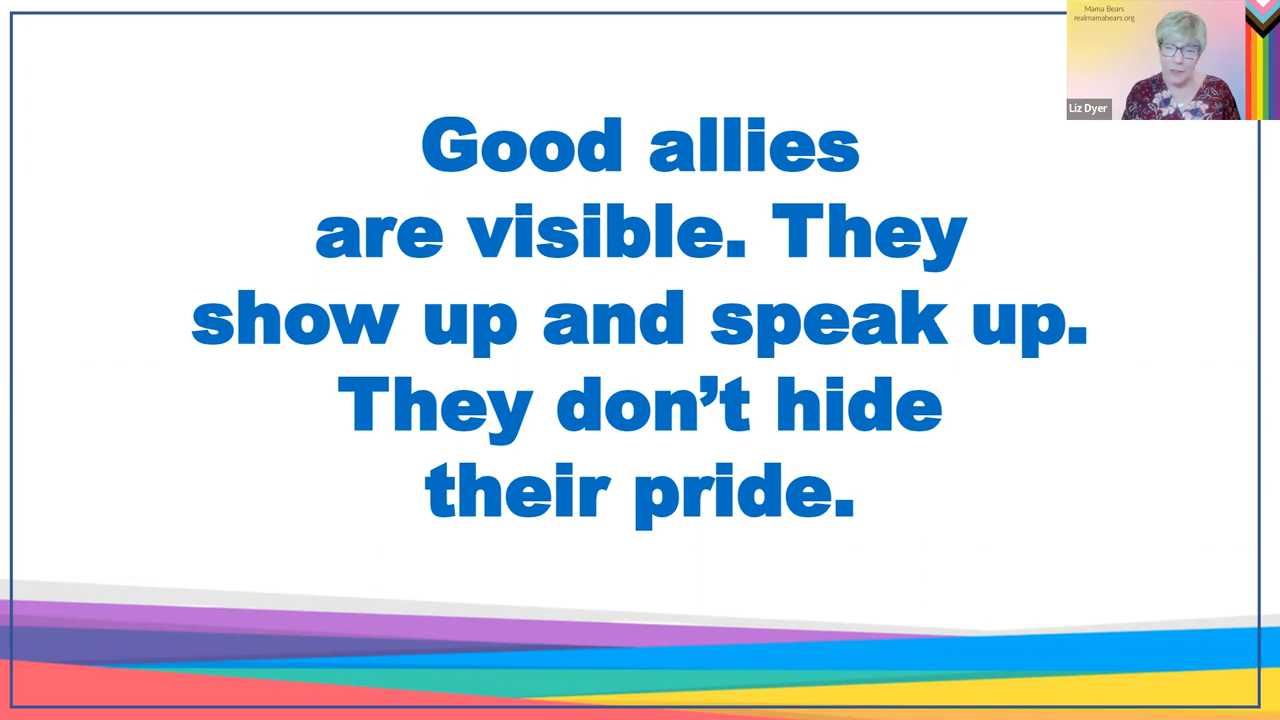 Mama Bears
realmamabears.org
Liz Dyer
Good allies
are visible. They
show up and speak up.
They don’t hide
their pride.